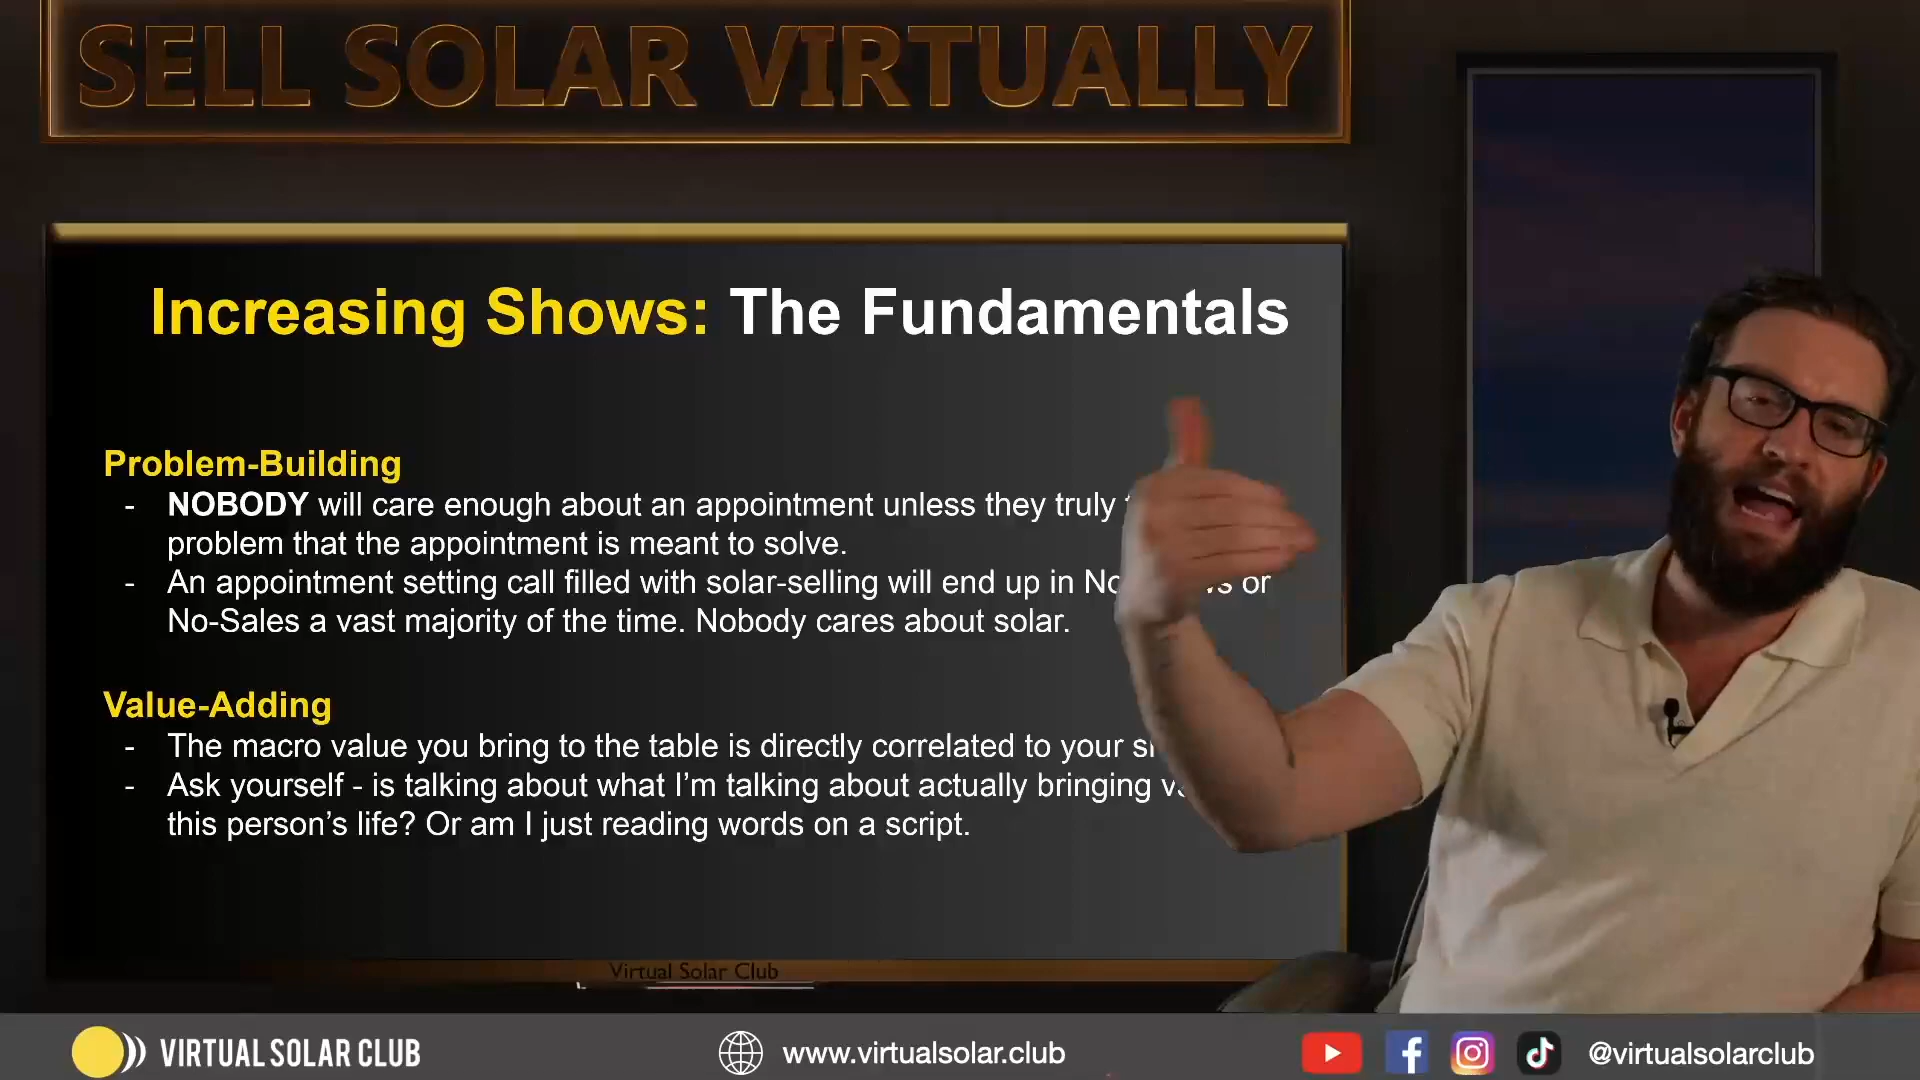 SELL SOLAR VIRTUALLY
Increasing Shows: The Fundamentals
Problem-Building
- NOBODY will care enough about an appointment unless they truly
problem that the appointment is meant to solve.
- An appointment setting call filled with solar-selling will end up in or
No-Sales a vast majority of the time. Nobody cares about solar.
Value-Adding
- The macro value you bring to the table is directly correlated to your
- Ask yourself - is talking about what I'm talking about actually bringing
this person's life? Or am I just reading words on a script.
Virtual Solar Club
VIRTUAL SOLAR CLUB
www.virtualsolar.club
@virtualsolarclub